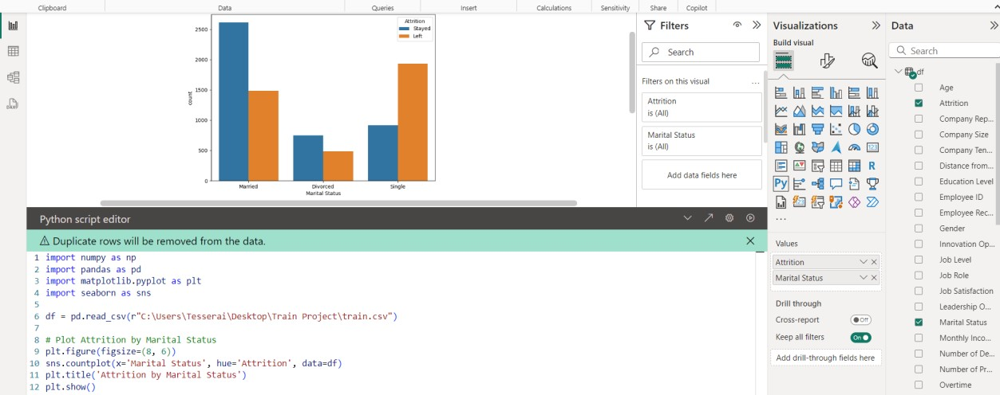 Clipboard
Data
Queries
Insert
Calculations
Sensitivity
Share
Copilot
2500
2000
1500
1000
500
0
count
Attrition
Stayed
Left
Married
Divorced
Single
Marital Status
Filters
Search
Filters on this visual
...
Attrition
is (All)
Marital Status
is (All)
Add data fields here
Visualizations
Build visual
123
R
Py
123
...
Values
Attrition
Marital Status
Drill through
Cross-report
Off
Keep all filters
On
Add drill-through fields here
Data
Search
df
Age
Attrition
Company Rep...
Company Size
Company Ten...
Distance from...
Education Level
Employee ID
Employee Rec...
Gender
Innovation Op...
Job Level
Job Role
Job Satisfaction
Leadership O...
Marital Status
Monthly Inco...
Number of De...
Number of Pr...
Overtime
Python script editor
Duplicate rows will be removed from the data.
1 import numpy as np
2 import pandas as pd
3 import matplotlib.pyplot as plt
4 import seaborn as sns
5
6 df = pd.read_csv(r"C:\Users\Tesserai\Desktop\Train Project\train.csv")
7
8 # Plot Attrition by Marital Status
9 plt.figure(figsize=(8, 6))
10 sns.countplot(x='Marital Status', hue='Attrition', data=df)
11 plt.title('Attrition by Marital Status')
12 plt.show()